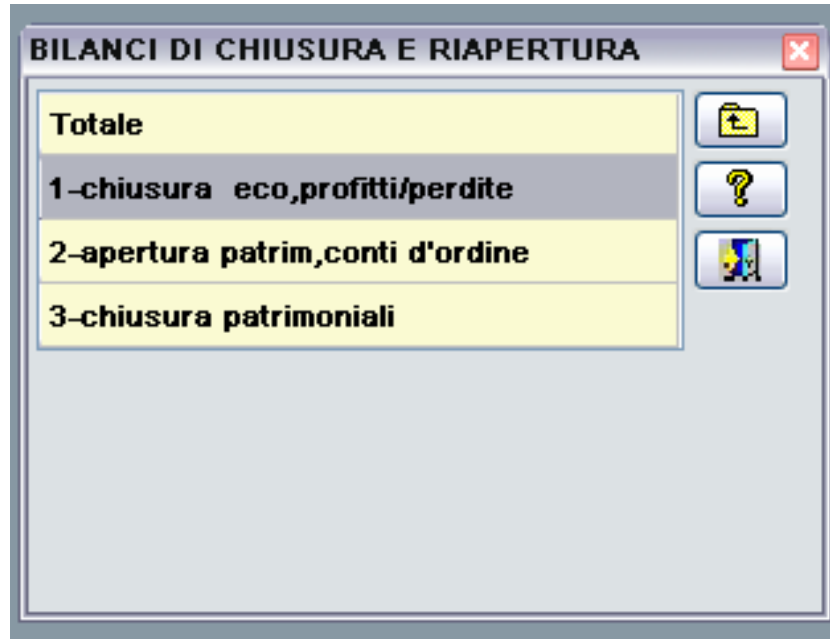 BILANCI DI CHIUSURA E RIAPERTURA
Totale
1-chiusura  eco,profitti/perdite
2-apertura patrim,conti d'ordine
3-chiusura patrimoniali